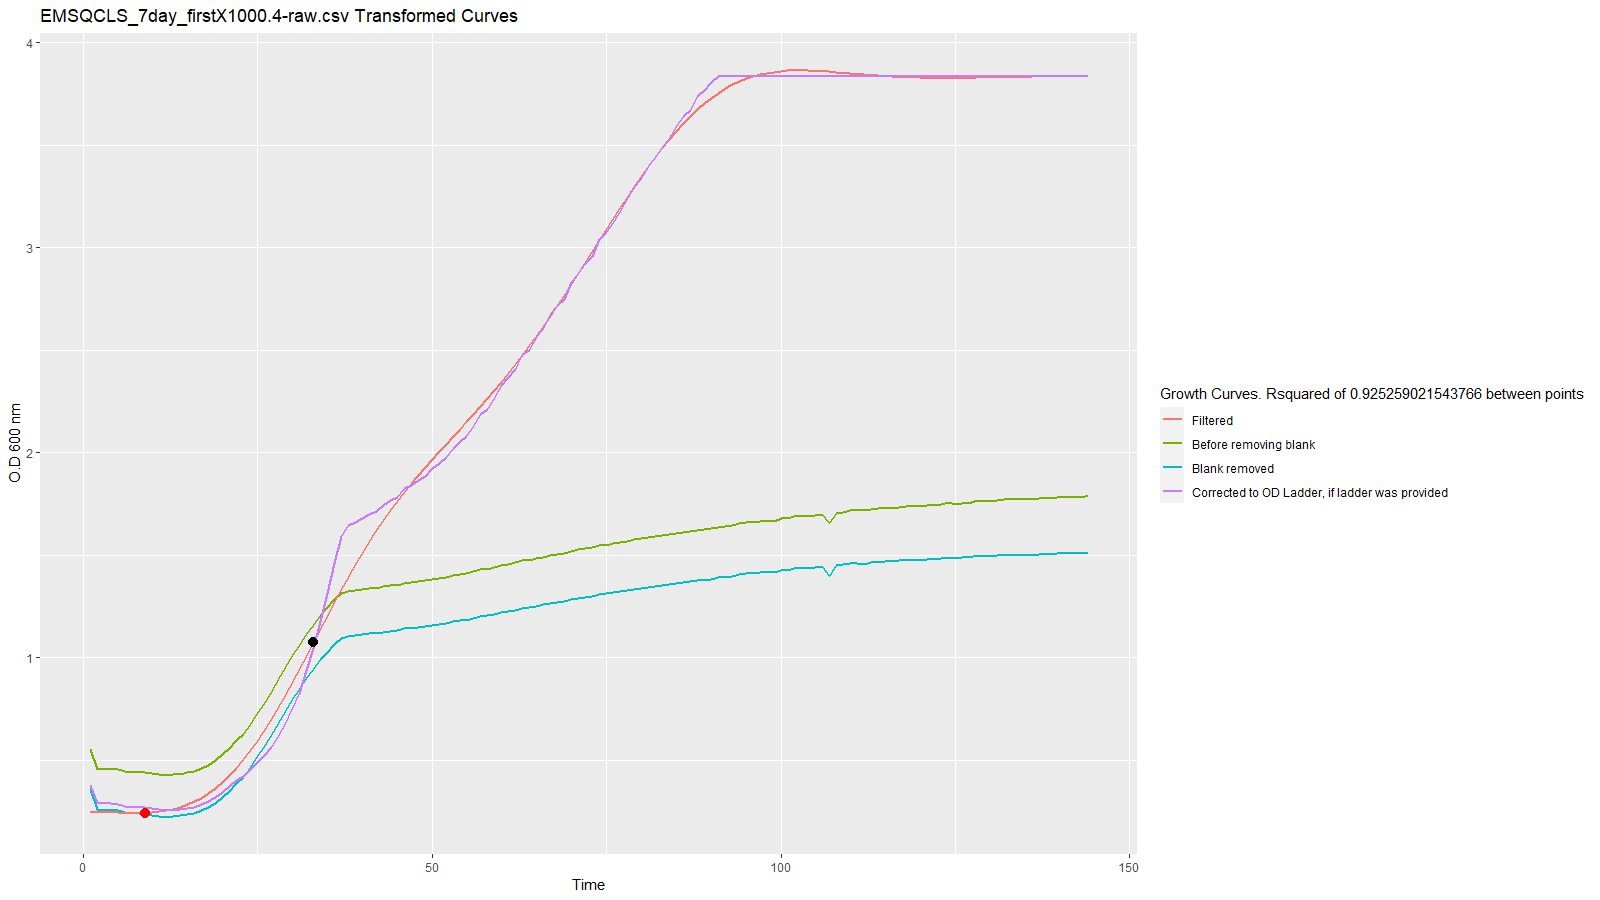 EMSQCLS_7day_firstX1000.4-raw.csv Transformed Curves
4
3
2
1
O.D 600 nm
0
50
100
150
Time
Growth Curves. Rsquared of 0.925259021543766 between points
Filtered
Before removing blank
Blank removed
Corrected to OD Ladder, if ladder was provided